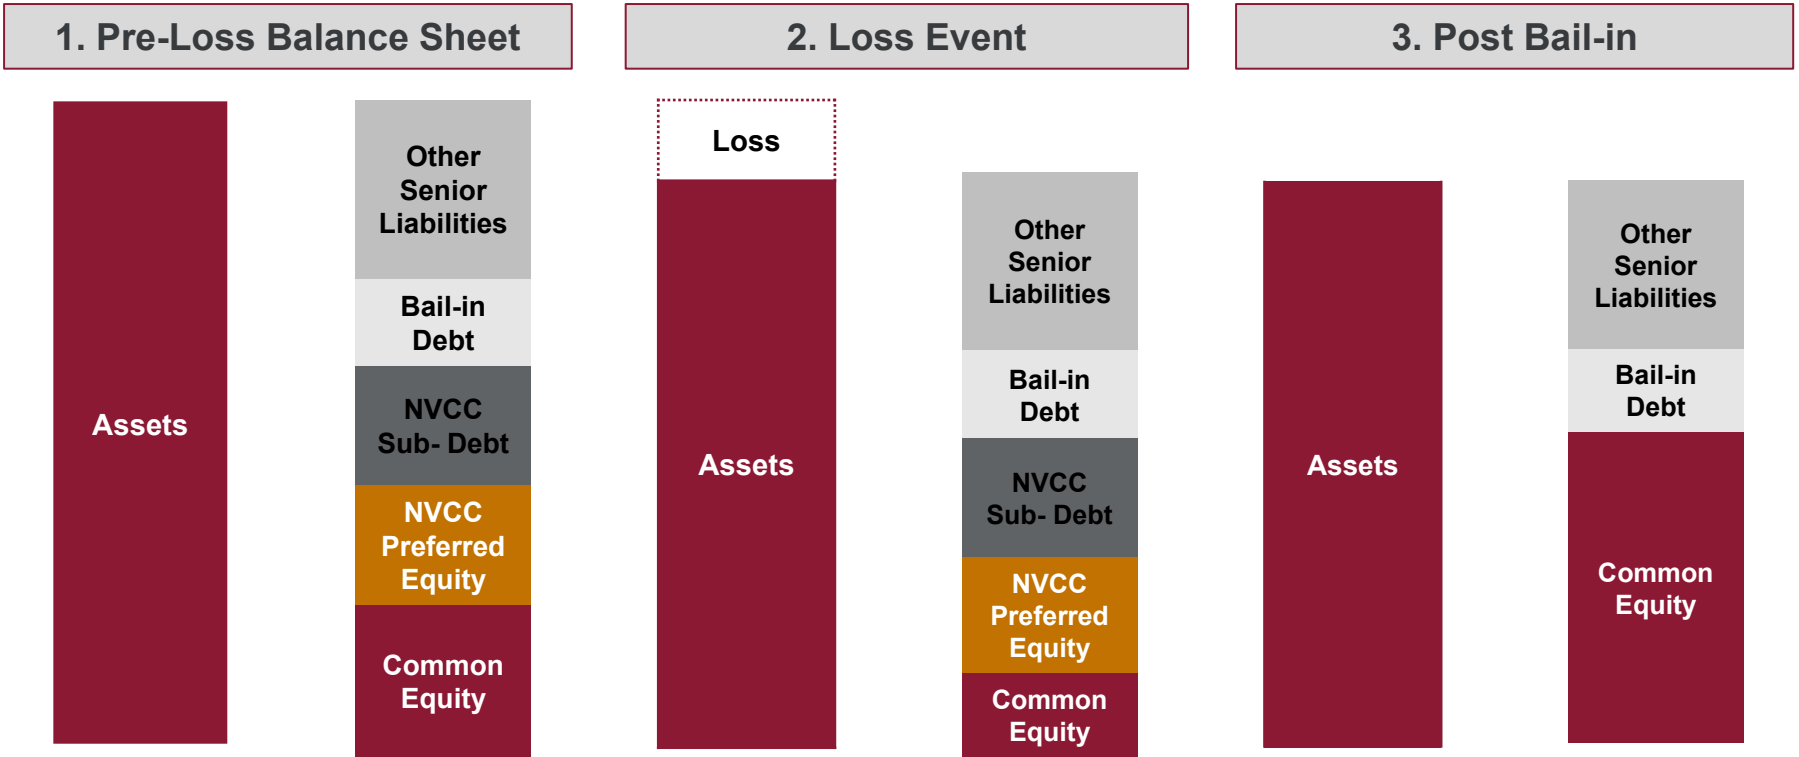 1. Pre-Loss Balance Sheet
2. Loss Event
3. Post Bail-in
Assets
Other
Senior
Liabilities
Bail-in
Debt
NVCC
Sub- Debt
NVCC
Preferred
Equity
Common
Equity
Loss
Assets
Other
Senior
Liabilities
Bail-in
Debt
NVCC
Sub- Debt
NVCC
Preferred
Equity
Common
Equity
Assets
Other
Senior
Liabilities
Bail-in
Debt
Common
Equity